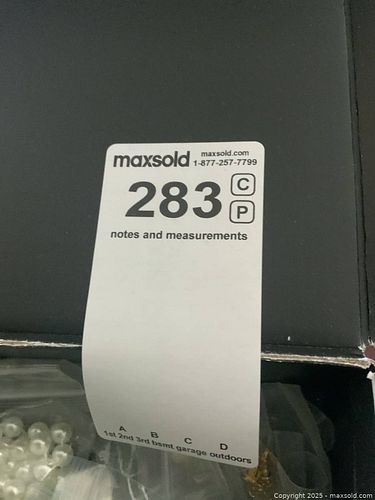 maxsold maxsold.com
1-877-257-7799
283 C
P
notes and measurements
A B C D
1st 2nd 3rd bsmt garage outdoors
Copyright 2025 - maxsold.com